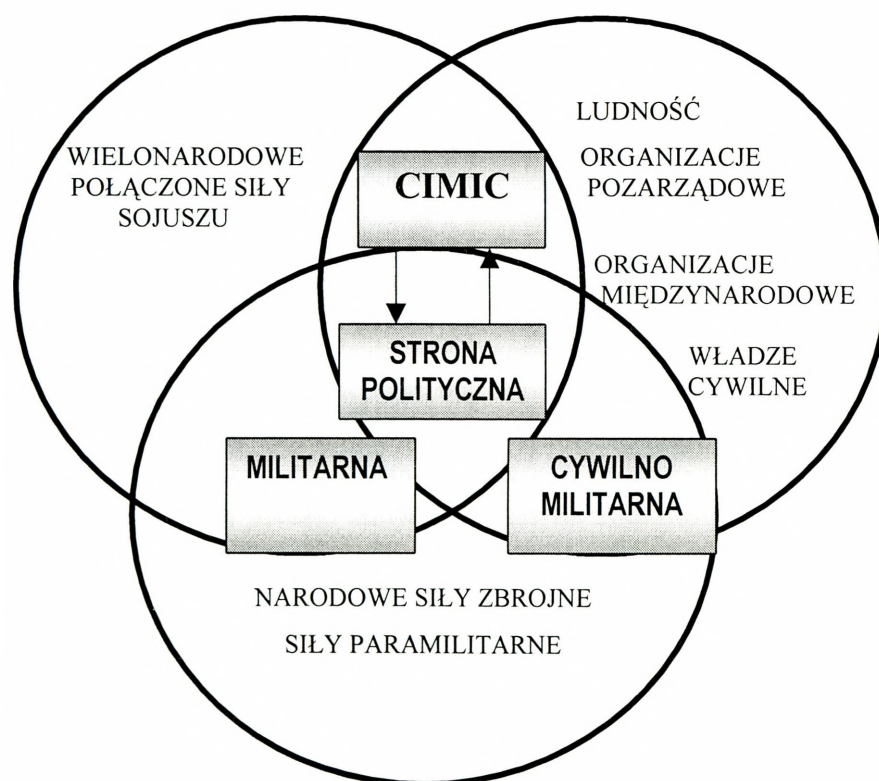 WIELONARODOWE
POŁĄCZONE SIŁY
SOJUSZU
LUDNOŚĆ
ORGANIZACJE
POZARZĄDOWE
CIMIC
ORGANIZACJE
MIĘDZYNARODOWE
STRONA
POLITYCZNA
WŁADZE
CYWILNE
MILITARNA
CYWILNO
MILITARNA
NARODOWE SIŁY ZBROJNE
SIŁY PARAMILITARNE